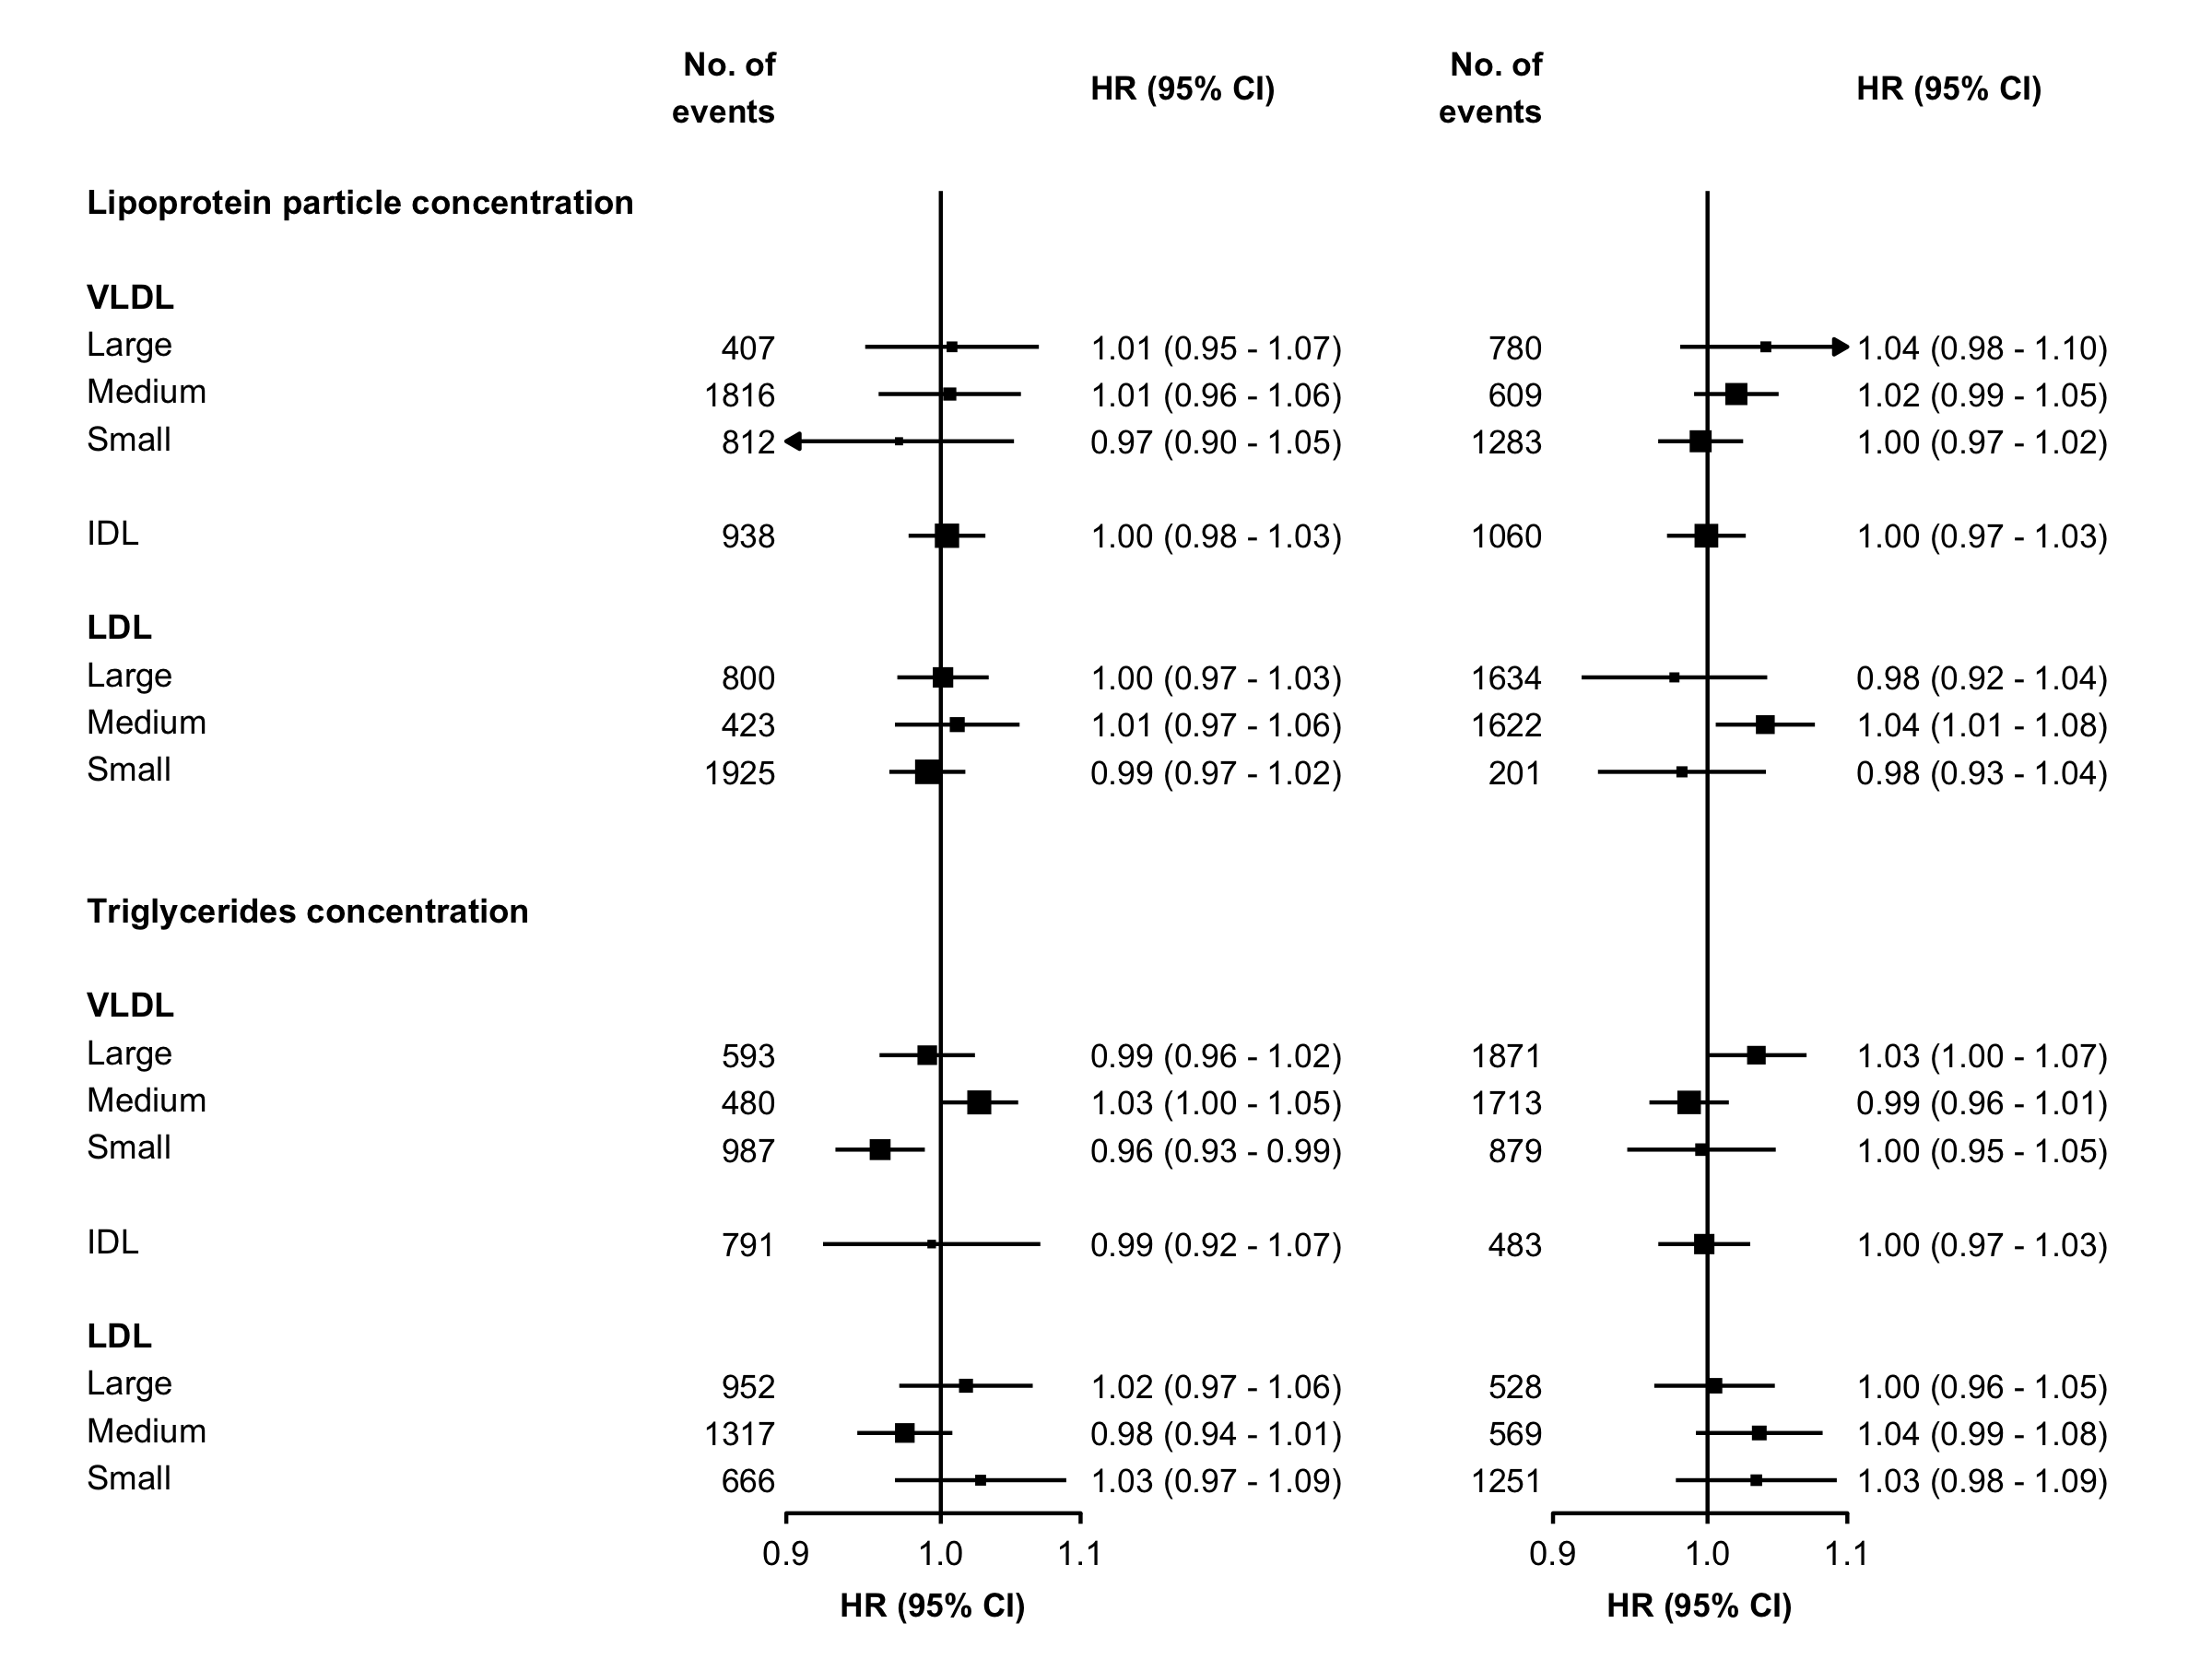 No. of
events
HR (95% CI)
No. of
events
HR (95% CI)
Lipoprotein particle concentration
VLDL
Large 407 1.01 (0.95 - 1.07) 780 1.04 (0.98 - 1.10)
Medium 1816 1.01 (0.96 - 1.06) 609 1.02 (0.99 - 1.05)
Small 812 0.97 (0.90 - 1.05) 1283 1.00 (0.97 - 1.02)
IDL 938 1.00 (0.98 - 1.03) 1060 1.00 (0.97 - 1.03)
LDL
Large 800 1.00 (0.97 - 1.03) 1634 0.98 (0.92 - 1.04)
Medium 423 1.01 (0.97 - 1.06) 1622 1.04 (1.01 - 1.08)
Small 1925 0.99 (0.97 - 1.02) 201 0.98 (0.93 - 1.04)
Triglycerides concentration
VLDL
Large 593 0.99 (0.96 - 1.02) 1871 1.03 (1.00 - 1.07)
Medium 480 1.03 (1.00 - 1.05) 1713 0.99 (0.96 - 1.01)
Small 987 0.96 (0.93 - 0.99) 879 1.00 (0.95 - 1.05)
IDL 791 0.99 (0.92 - 1.07) 483 1.00 (0.97 - 1.03)
LDL
Large 952 1.02 (0.97 - 1.06) 528 1.00 (0.96 - 1.05)
Medium 1317 0.98 (0.94 - 1.01) 569 1.04 (0.99 - 1.08)
Small 666 1.03 (0.97 - 1.09) 1251 1.03 (0.98 - 1.09)
0.9 1.0 1.1 0.9 1.0 1.1
HR (95% CI) HR (95% CI)